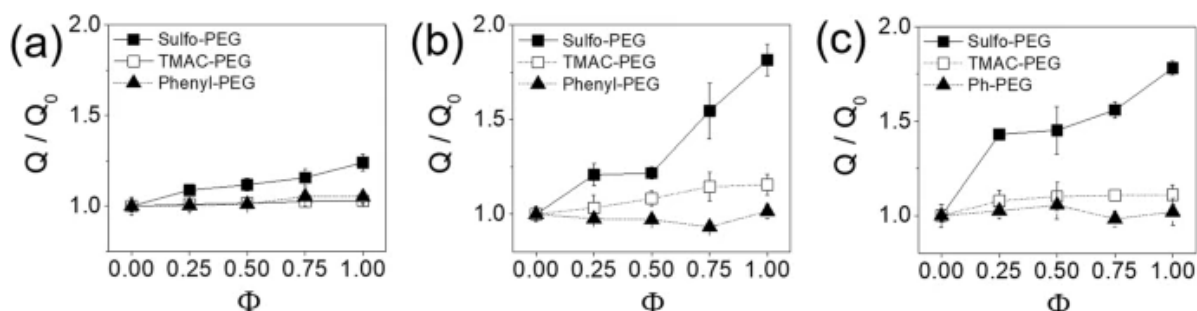 (a)
2.0
1.5
1.0
Q / Q₀
Sulfo-PEG
TMAC-PEG
Phenyl-PEG
0.00 0.25 0.50 0.75 1.00
Φ
(b)
2.0
1.5
1.0
Q / Q₀
Sulfo-PEG
TMAC-PEG
Phenyl-PEG
0.00 0.25 0.50 0.75 1.00
Φ
(c)
2.0
1.5
1.0
Q / Q₀
Sulfo-PEG
TMAC-PEG
Ph-PEG
0.00 0.25 0.50 0.75 1.00
Φ